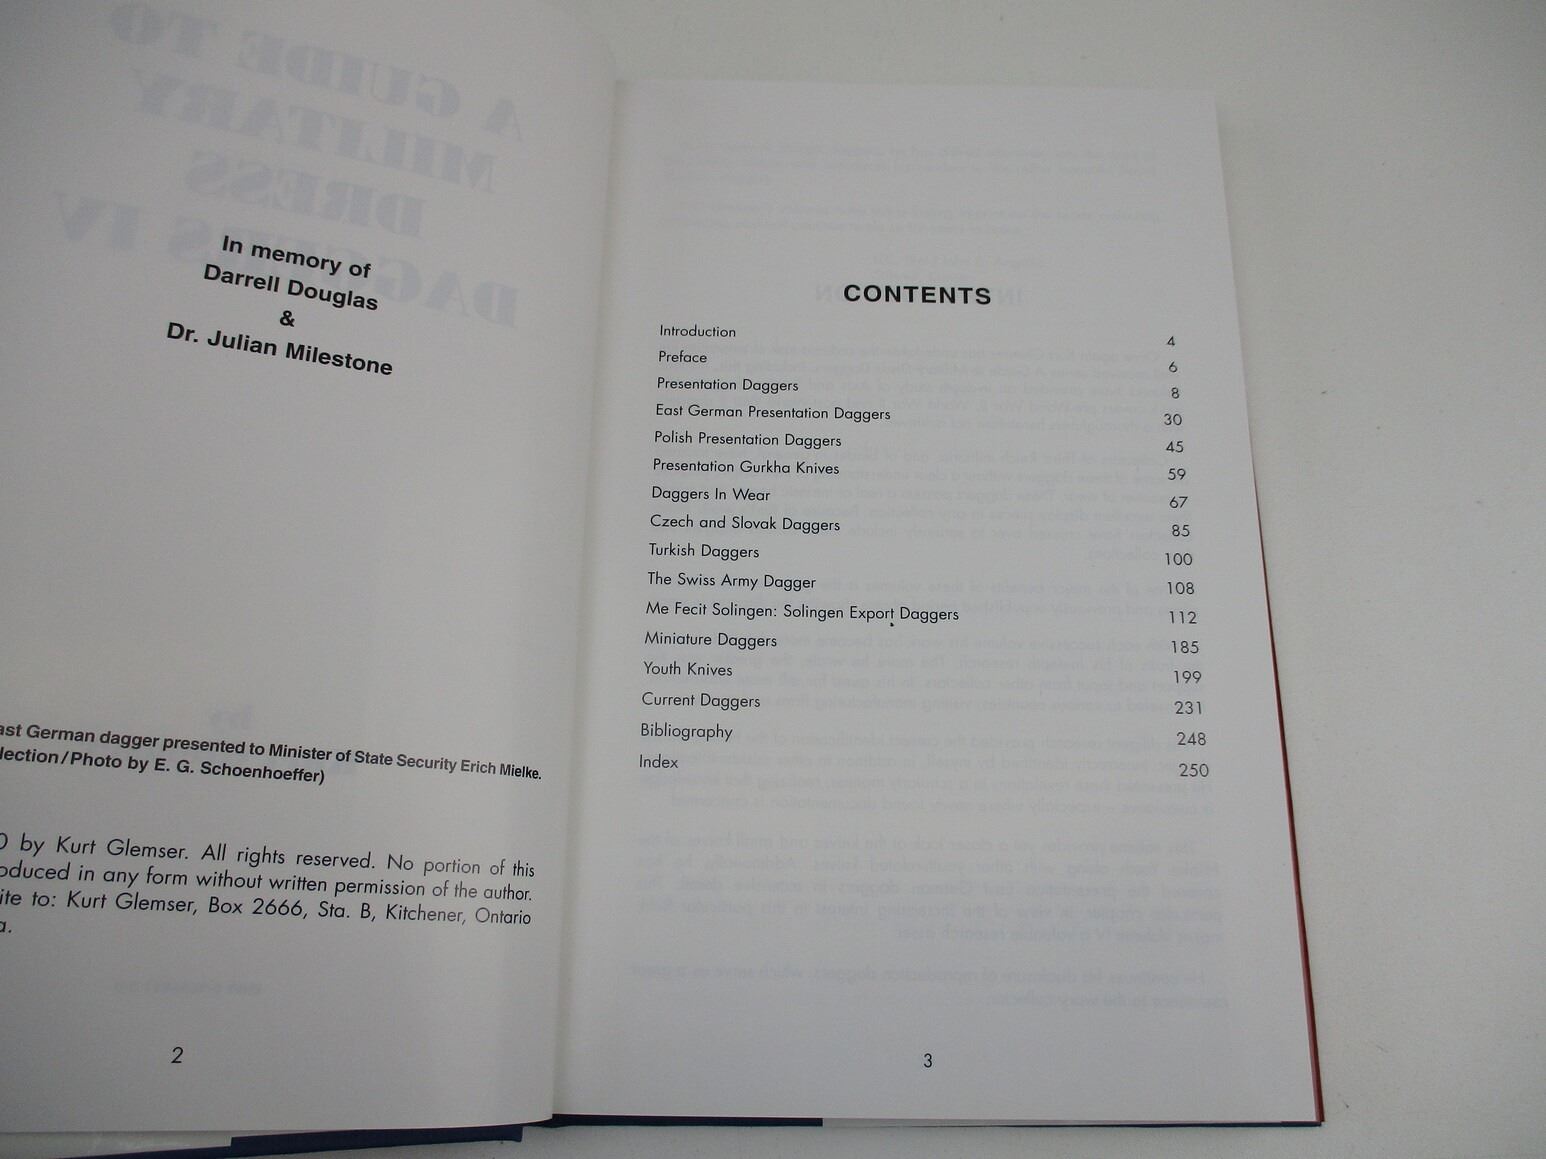 In memory of
Darrell Douglas
&
Dr. Julian Milestone
ast German dagger presented to Minister of State Security Erich Mielke.
lection/Photo by E. G. Schoenhoeffer)
0 by Kurt Glemser. All rights reserved. No portion of this
oduced in any form without written permission of the author.
ite to: Kurt Glemser, Box 2666, Sta. B, Kitchener, Ontario
a.
2
CONTENTS
Introduction 4
Preface 6
Presentation Daggers 8
East German Presentation Daggers 30
Polish Presentation Daggers 45
Presentation Gurkha Knives 59
Daggers In Wear 67
Czech and Slovak Daggers 85
Turkish Daggers 100
The Swiss Army Dagger 108
Me Fecit Solingen: Solingen Export Daggers 112
Miniature Daggers 185
Youth Knives 199
Current Daggers 231
Bibliography 248
Index 250
3